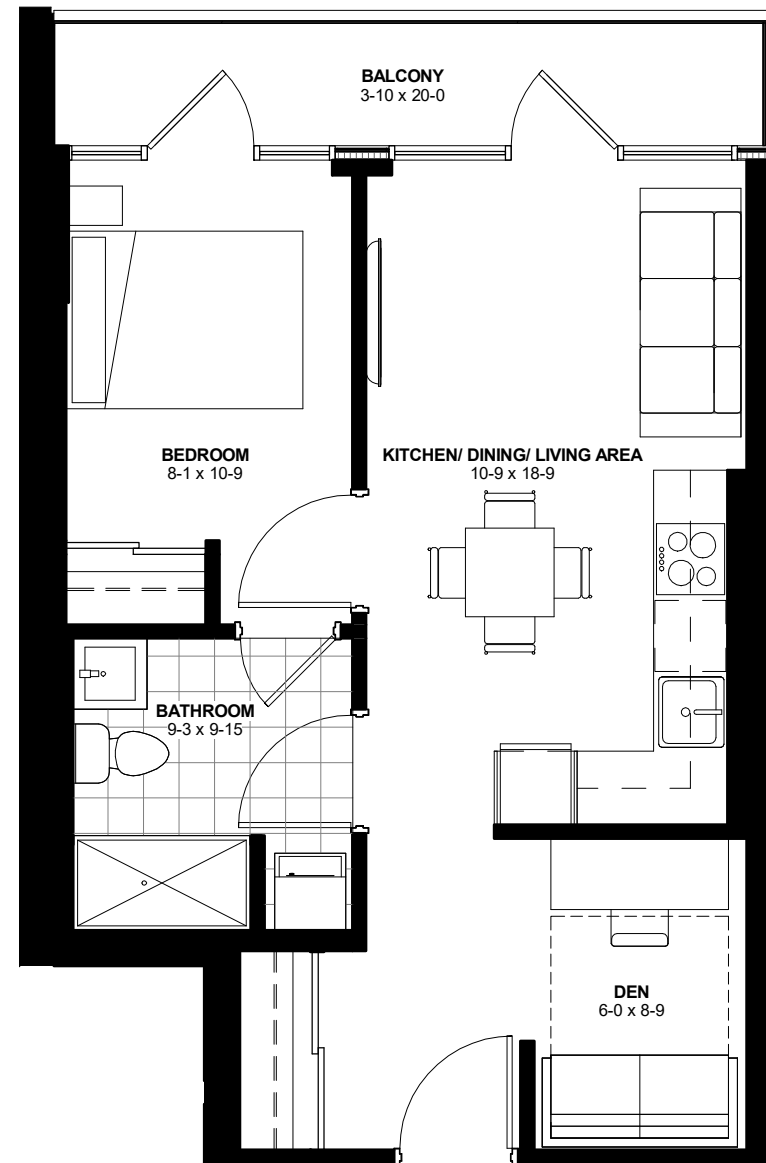 BALCONY
3-10 x 20-0
BEDROOM
8-1 x 10-9
KITCHEN/ DINING/ LIVING AREA
10-9 x 18-9
BATHROOM
9-3 x 9-15
DEN
6-0 x 8-9